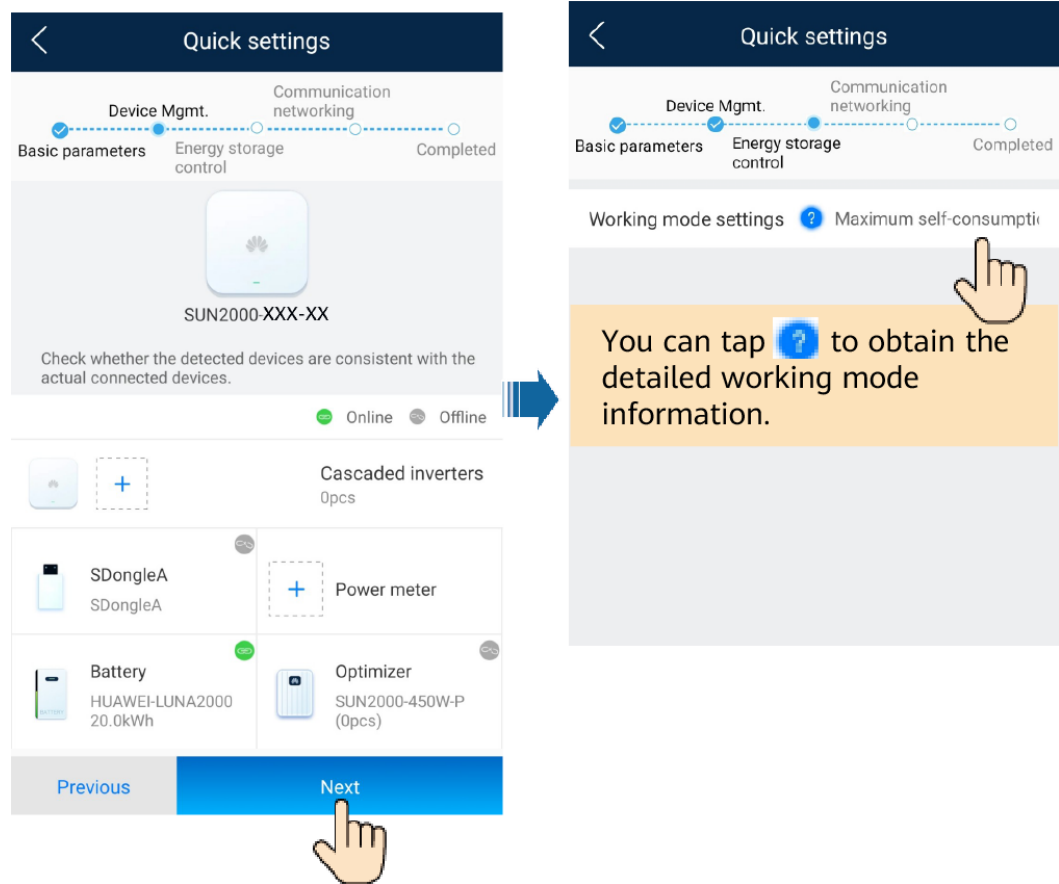 Quick settings
Communication
Device Mgmt.
networking
Basic parameters
Energy storage
control
Completed
SUN2000-XXX-XX
Check whether the detected devices are consistent with the
actual connected devices.
Online
Offline
Cascaded inverters
0pcs
SDongleA
SDongleA
Power meter
Battery
HUAWEI-LUNA2000
20.0kWh
Optimizer
SUN2000-450W-P
(0pcs)
Previous
Next
Quick settings
Communication
Device Mgmt.
networking
Basic parameters
Energy storage
control
Completed
Working mode settings ? Maximum self-consumpti
You can tap ? to obtain the
detailed working mode
information.